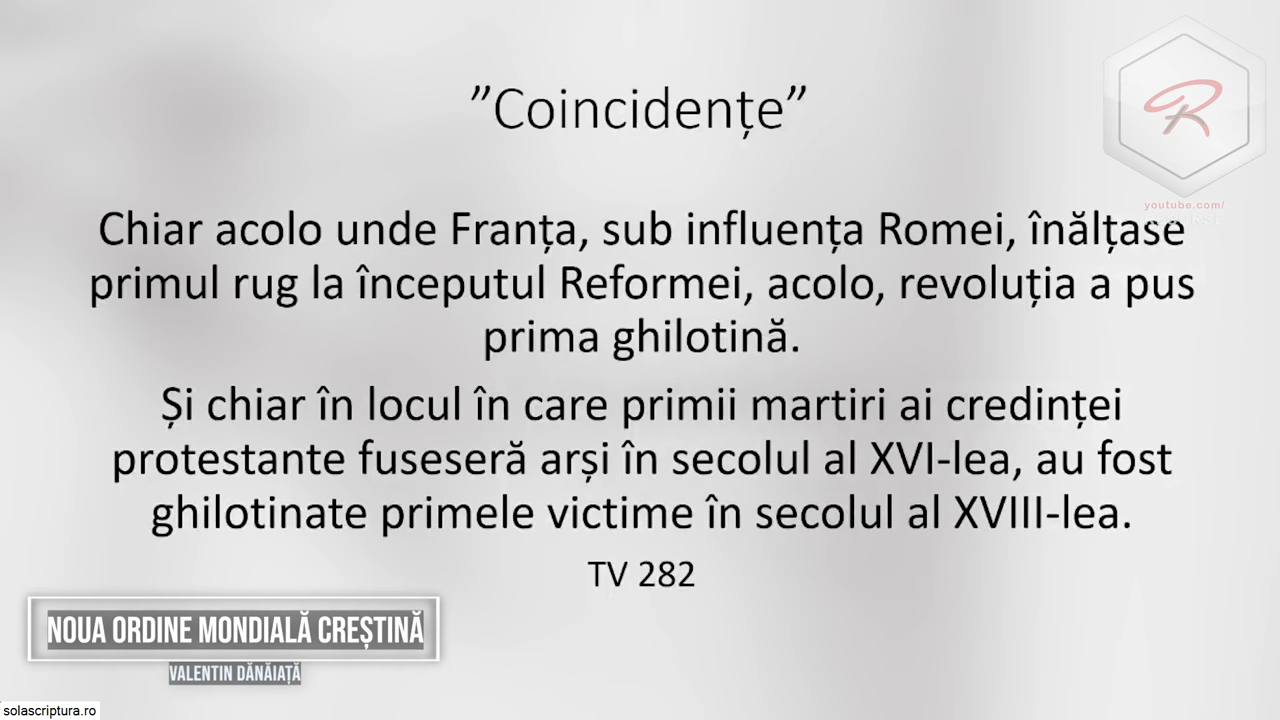 ”Coincidențe”
Chiar acolo unde Franța, sub influența Romei, înălțase
primul rug la începutul Reformei, acolo, revoluția a pus
prima ghilotină.
Și chiar în locul în care primii martiri ai credinței
protestante fuseseră arși în secolul al XVI-lea, au fost
ghilotinate primele victime în secolul al XVIII-lea.
TV 282
R
youtube.com/
NOUA ORDINE MONDIALĂ CREȘTINĂ
VALENTIN DĂNĂIAȚĂ
solascriptura.ro